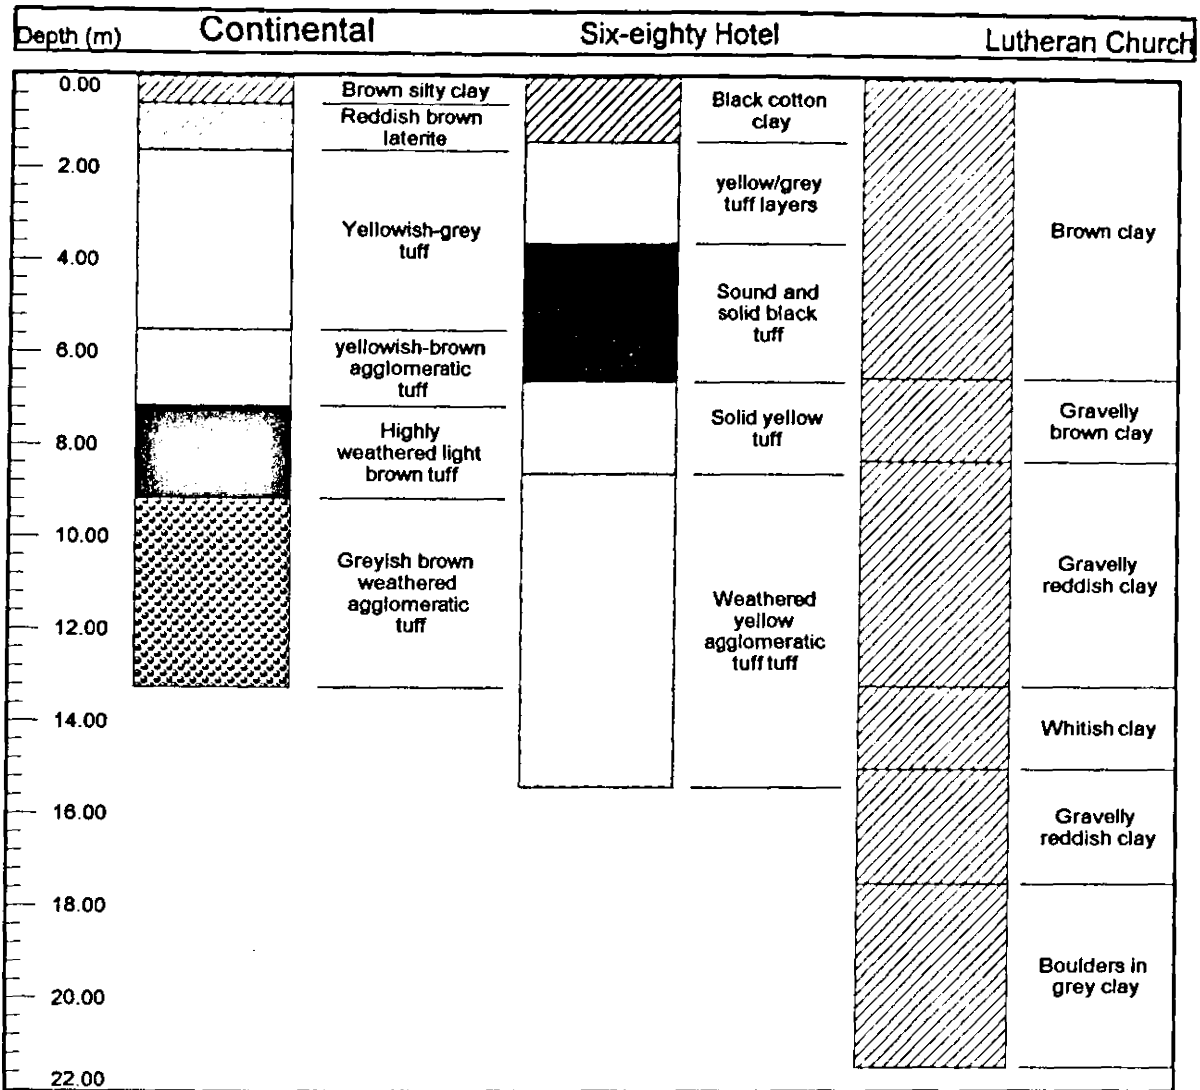 Depth (m) Continental Six-eighty Hotel Lutheran Church
0.00
2.00
4.00
6.00
8.00
10.00
12.00
14.00
16.00
18.00
20.00
22.00
Brown silty clay
Reddish brown
laterite
Yellowish-grey
tuff
yellowish-brown
agglomeratic
tuff
Highly
weathered light
brown tuff
Greyish brown
weathered
agglomeratic
tuff
Black cotton
clay
yellow/grey
tuff layers
Sound and
solid black
tuff
Solid yellow
tuff
Weathered
yellow
agglomeratic
tuff tuff
Brown clay
Gravelly
brown clay
Gravelly
reddish clay
Whitish clay
Gravelly
reddish clay
Boulders in
grey clay